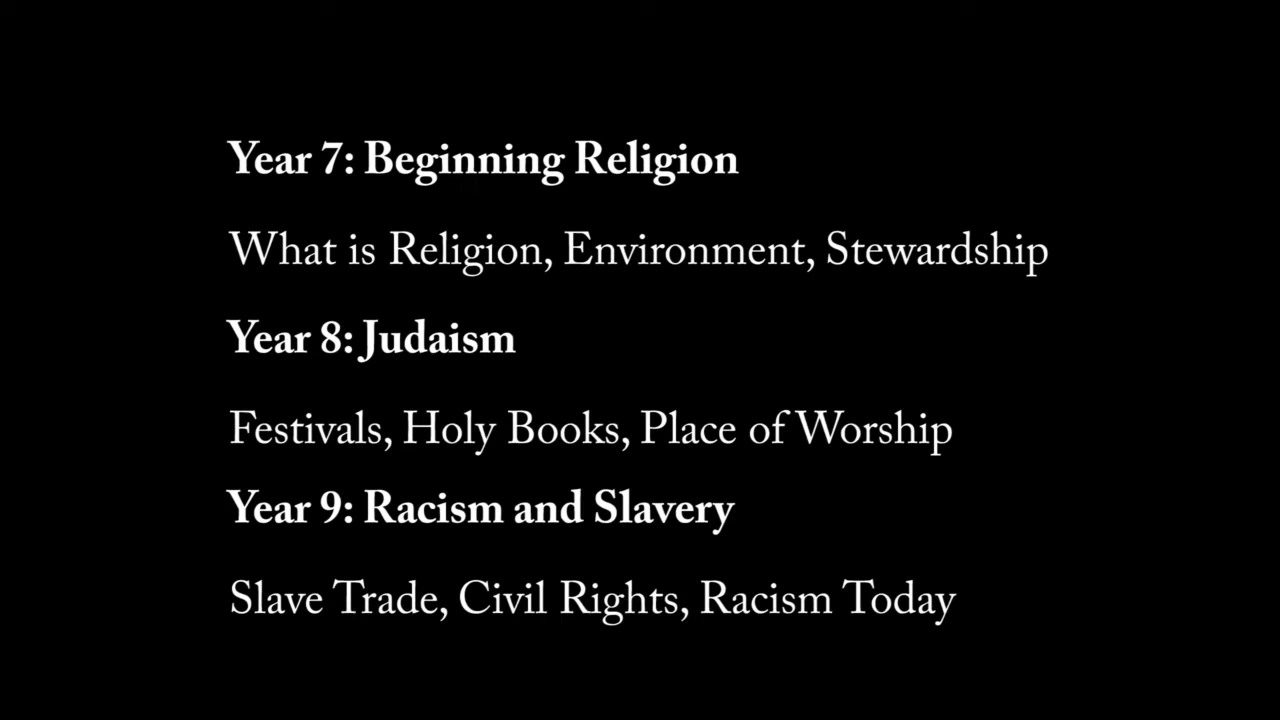 Year 7: Beginning Religion
What is Religion, Environment, Stewardship
Year 8: Judaism
Festivals, Holy Books, Place of Worship
Year 9: Racism and Slavery
Slave Trade, Civil Rights, Racism Today